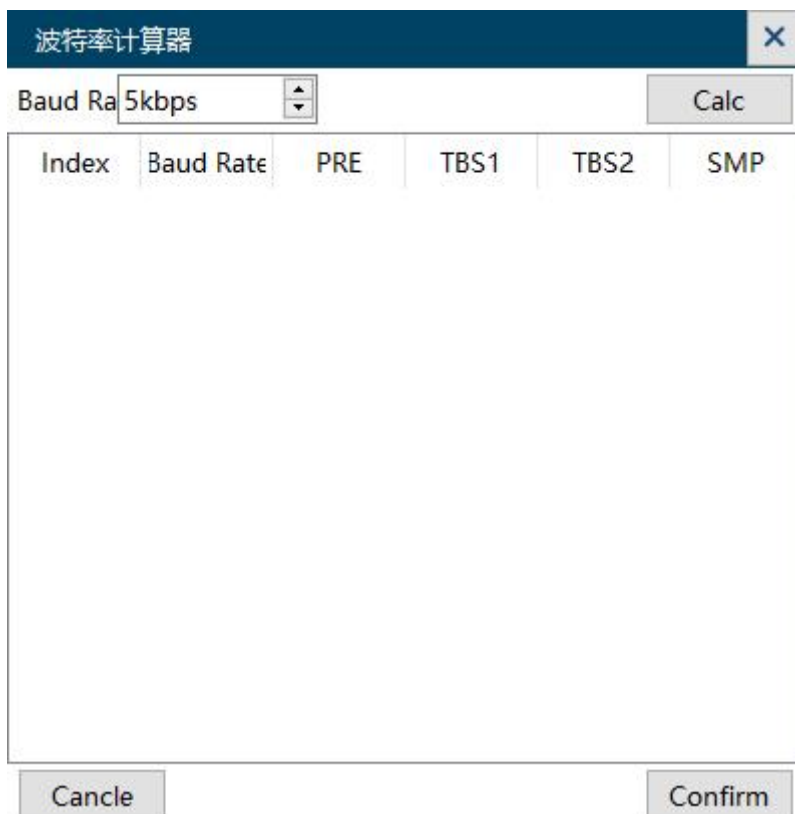 波特率计算器
Baud Ra 5kbps Calc
Index Baud Rate PRE TBS1 TBS2 SMP
Cancle Confirm